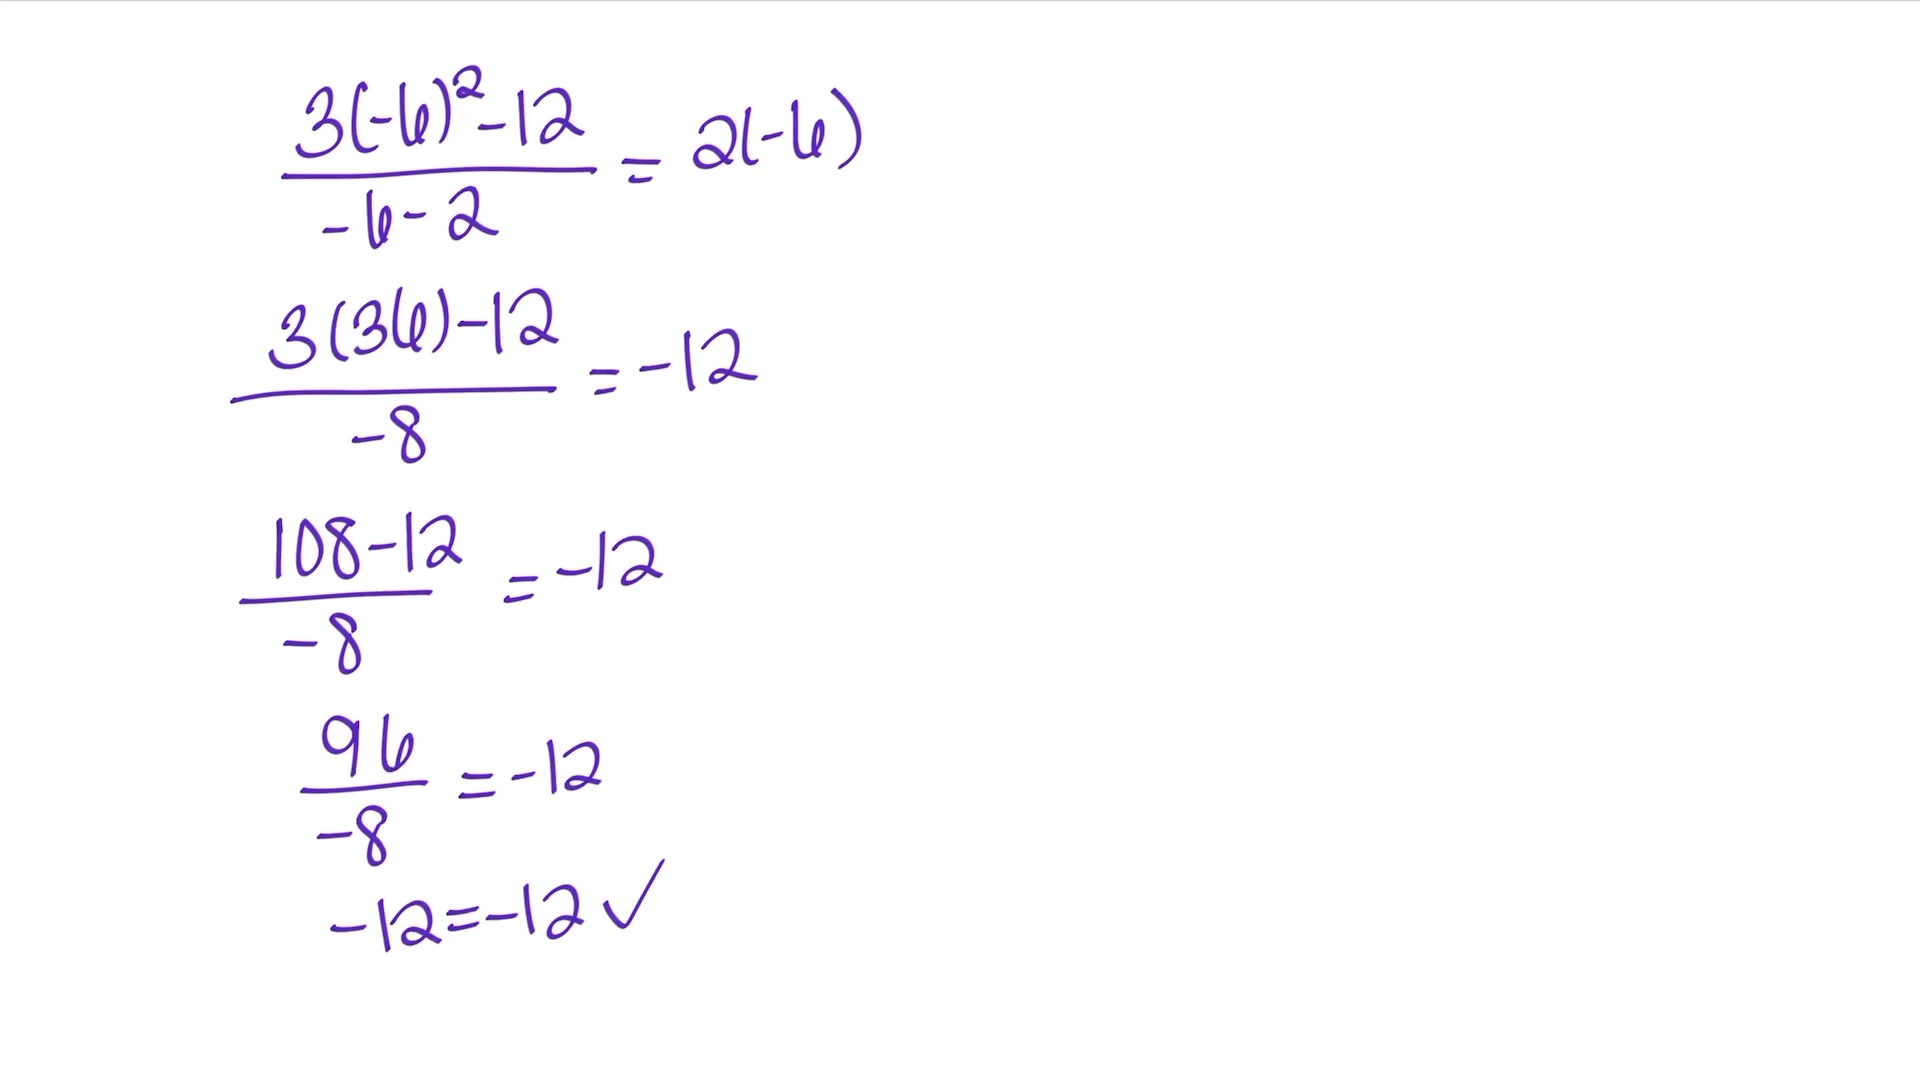 3(-6)²-12
——————— = 2(-6)
-6-2
3(36)-12
——————— = -12
-8
108-12
——————— = -12
-8
96
——— = -12
-8
-12=-12 ✓